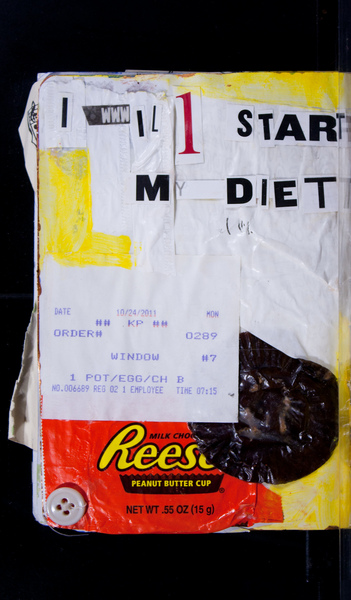 I WWW IL 1 START
MY DIET
DATE 10/24/2011 MON
## KP ##
ORDER# 0289
WINDOW #7
1 POT/EGG/CH B
NO.006689 REG 02 1 EMPLOYEE TIME 07:15
MILK CHOC
Reese
PEANUT BUTTER CUP
NET WT .55 OZ (15 g)